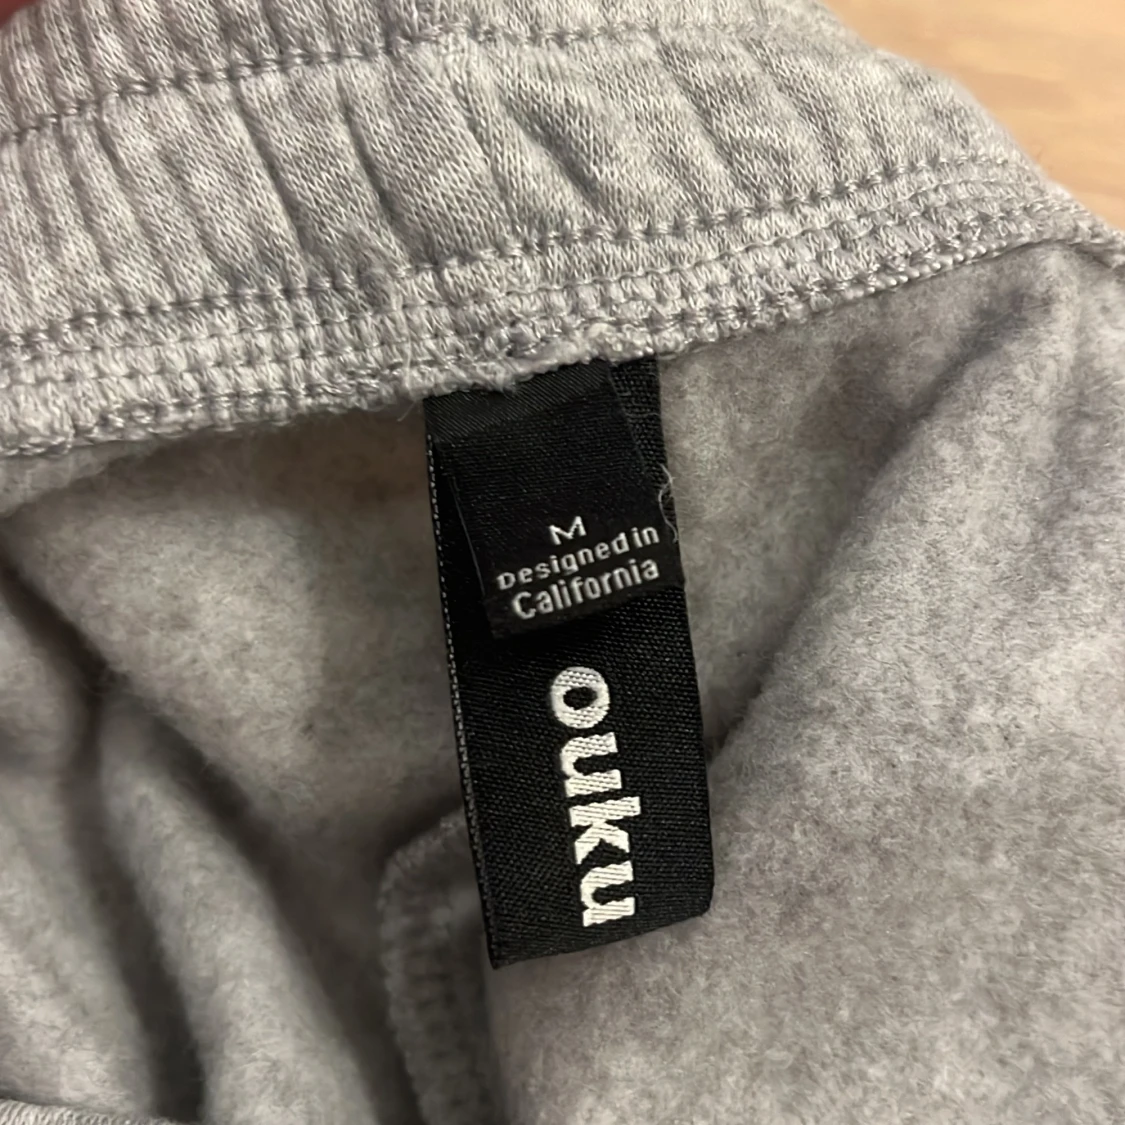 M
Designed in
California
ouku